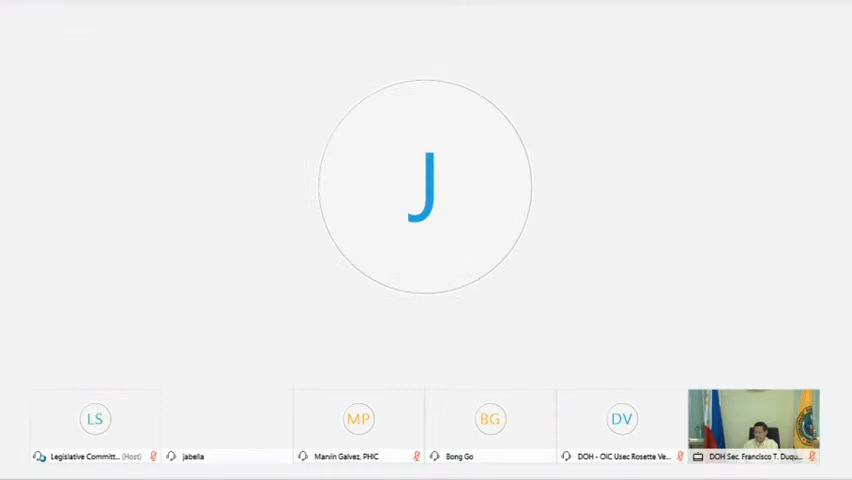 J
LS
MP
BG
DV
Legislative Committ... (Host)
jabella
Marvin Galvez, PHIC
Bong Go
DOH - OIC Usec Rosette Ve...
DOH Sec. Francisco T. Duqu...